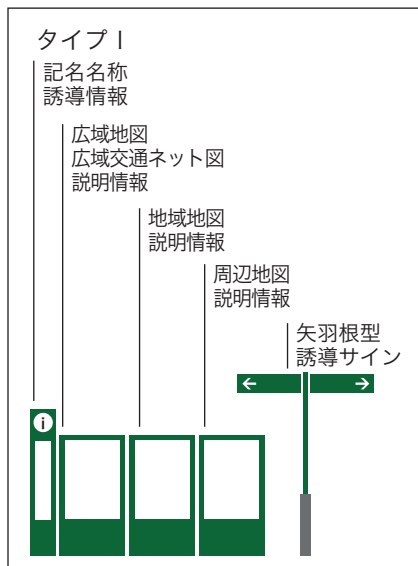 タイプⅠ
記名名称
誘導情報
広域地図
広域交通ネット図
説明情報
地域地図
説明情報
周辺地図
説明情報
矢羽根型
誘導サイン
← →
i